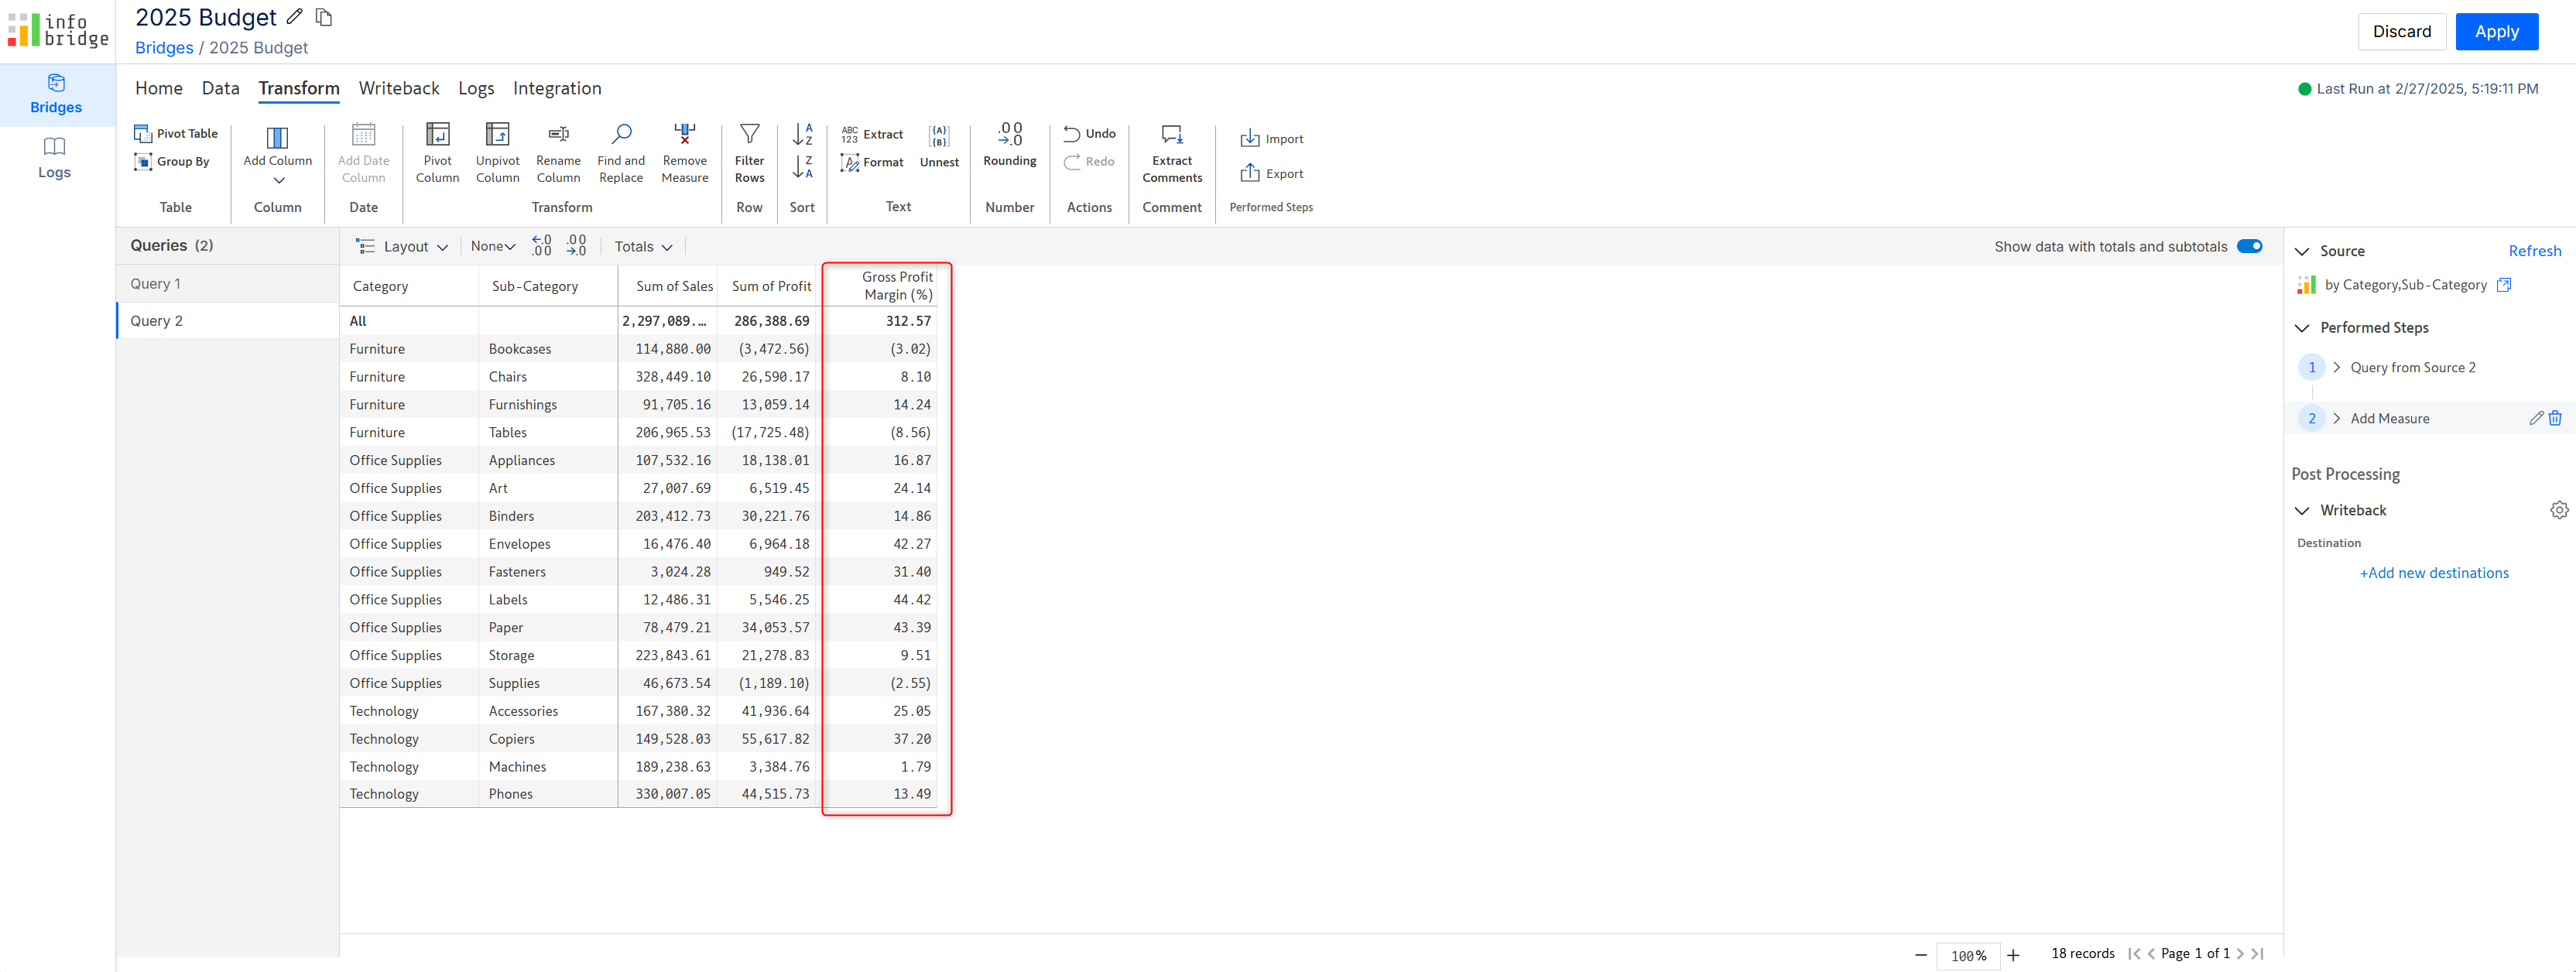 info
bridge
2025 Budget
Bridges / 2025 Budget
Discard
Apply
Bridges
Logs
Home Data Transform Writeback Logs Integration
Last Run at 2/27/2025, 5:19:11 PM
Pivot Table
Group By
Table
Add Column
Column
Add Date
Column
Date
Pivot
Column
Unpivot
Column
Rename
Column
Find and
Replace
Remove
Measure
Transform
Filter
Rows
Row
A
Z
Z
A
Sort
ABC
123
Extract
Format
(A)
(B)
Unnest
Text
.00
.0
Rounding
Number
Undo
Redo
Actions
Extract
Comments
Comment
Import
Export
Performed Steps
Queries (2)
Query 1
Query 2
Layout None .0 .00 .00 .0 Totals
Show data with totals and subtotals
Category Sub-Category Sum of Sales Sum of Profit Gross Profit
Margin (%)
All 2,297,089.... 286,388.69 312.57
Furniture Bookcases 114,880.00 (3,472.56) (3.02)
Furniture Chairs 328,449.10 26,590.17 8.10
Furniture Furnishings 91,705.16 13,059.14 14.24
Furniture Tables 206,965.53 (17,725.48) (8.56)
Office Supplies Appliances 107,532.16 18,138.01 16.87
Office Supplies Art 27,007.69 6,519.45 24.14
Office Supplies Binders 203,412.73 30,221.76 14.86
Office Supplies Envelopes 16,476.40 6,964.18 42.27
Office Supplies Fasteners 3,024.28 949.52 31.40
Office Supplies Labels 12,486.31 5,546.25 44.42
Office Supplies Paper 78,479.21 34,053.57 43.39
Office Supplies Storage 223,843.61 21,278.83 9.51
Office Supplies Supplies 46,673.54 (1,189.10) (2.55)
Technology Accessories 167,380.32 41,936.64 25.05
Technology Copiers 149,528.03 55,617.82 37.20
Technology Machines 189,238.63 3,384.76 1.79
Technology Phones 330,007.05 44,515.73 13.49
Source Refresh
by Category,Sub-Category
Performed Steps
1 Query from Source 2
2 Add Measure
Post Processing
Writeback
Destination
+Add new destinations
100% 18 records Page 1 of 1